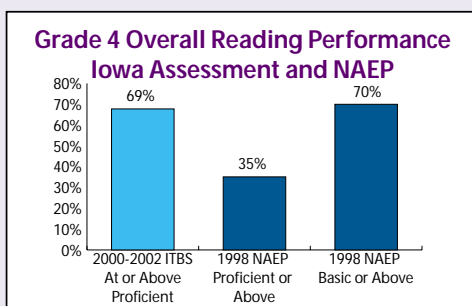 Grade 4 Overall Reading Performance
Iowa Assessment and NAEP
80%
70%
60%
50%
40%
30%
20%
10%
0%
69%
35%
70%
2000-2002 ITBS
At or Above
Proficient
1998 NAEP
Proficient or
Above
1998 NAEP
Basic or Above